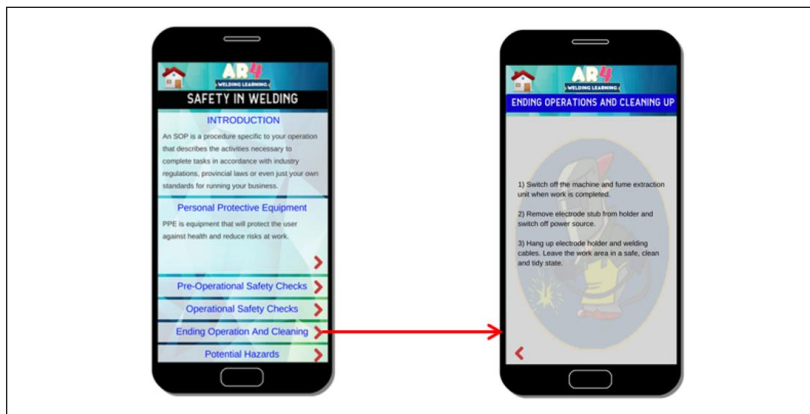 AR4
WELDING LEARNING
SAFETY IN WELDING
INTRODUCTION
An SOP is a procedure specific to your operation
that describes the activities necessary to
complete tasks in accordance with industry
regulations, provincial laws or even just your own
standards for running your business.
Personal Protective Equipment
PPE is equipment that will protect the user
against health and reduce risks at work.
Pre-Operational Safety Checks
Operational Safety Checks
Ending Operation And Cleaning
Potential Hazards
AR4
WELDING LEARNING
ENDING OPERATIONS AND CLEANING UP
1) Switch off the machine and fume extraction
unit when work is completed.
2) Remove electrode stub from holder and
switch off power source.
3) Hang up electrode holder and welding
cables. Leave the work area in a safe, clean
and tidy state.